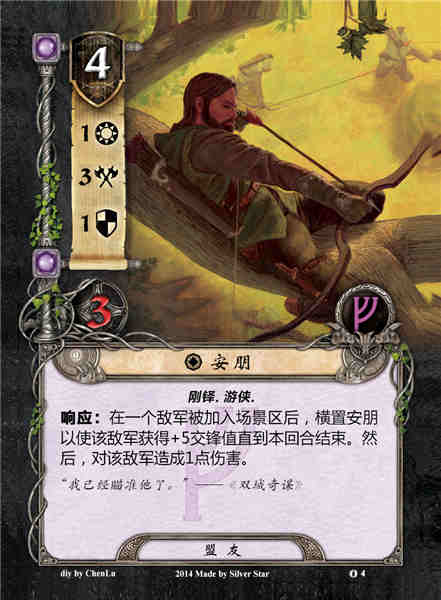 4
1
3
1
3
安朋
刚铎. 游侠.
响应：在一个敌军被加入场景区后，横置安朋
以使该敌军获得+5交锋值直到本回合结束。然
后，对该敌军造成1点伤害。
“我已经瞄准他了。” ——《双城奇谋》
盟友
diy by ChenLu
2014 Made by Silver Star
4